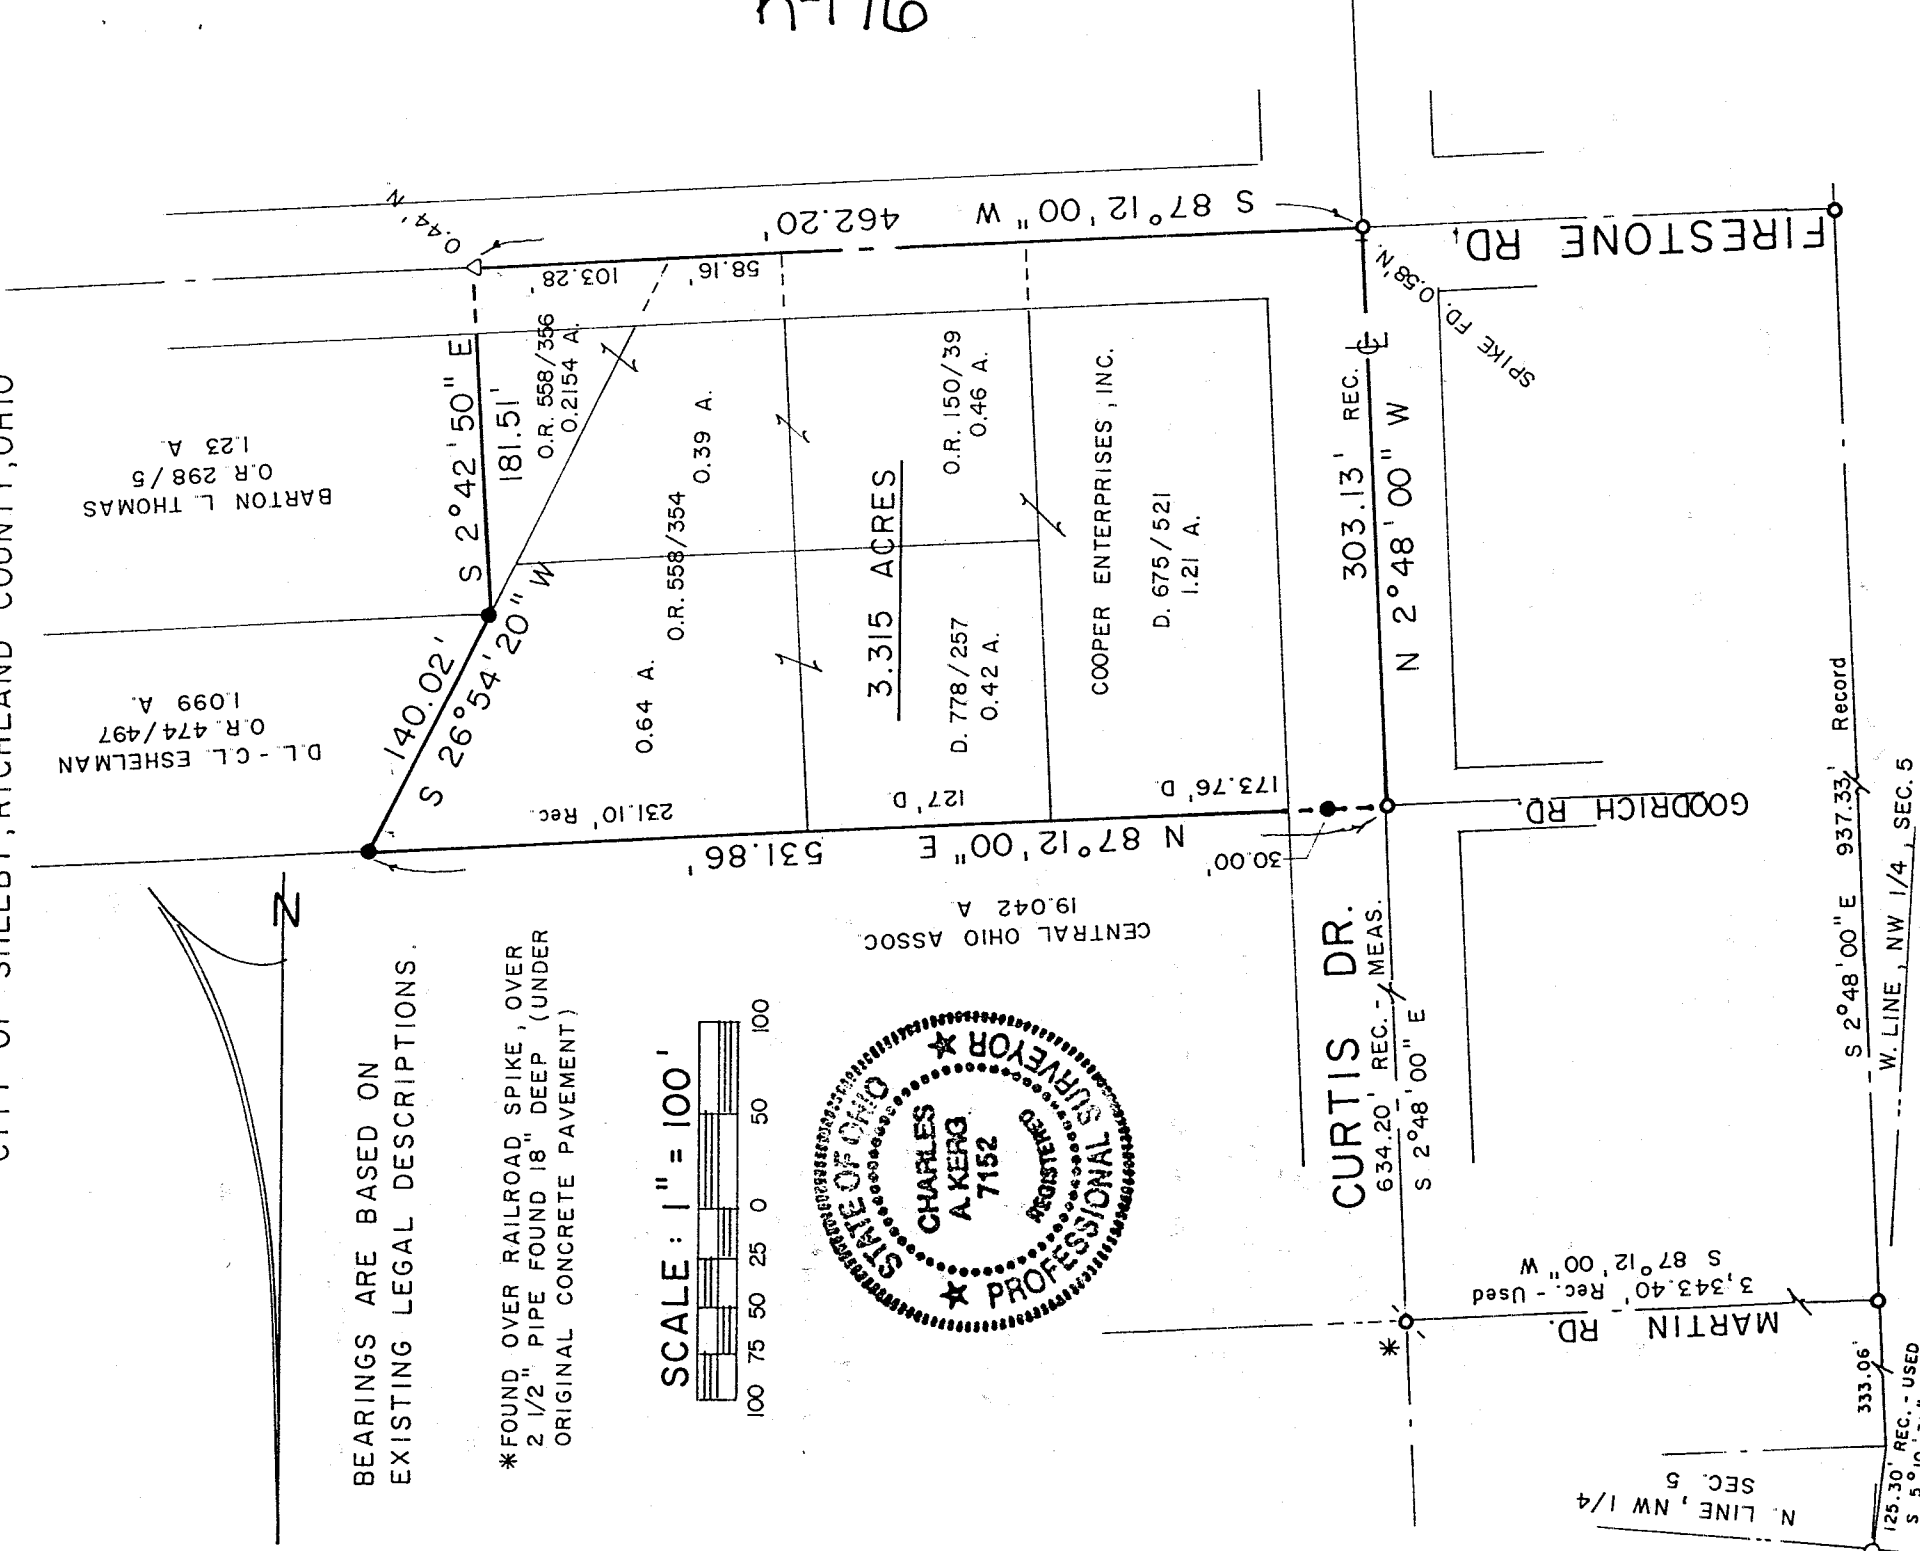 CITY OF SHELBY, RICHLAND COUNTY, OHIO
BARTON L. THOMAS
O.R. 298/5
1.23 A.
D.L. - C.L. ESHELMAN
O.R. 474/497
1.099 A.
N
BEARINGS ARE BASED ON
EXISTING LEGAL DESCRIPTIONS.
*FOUND OVER RAILROAD SPIKE, OVER
2 1/2" PIPE FOUND 18" DEEP (UNDER
ORIGINAL CONCRETE PAVEMENT)
SCALE : 1" = 100'
100 75 50 25 0 50 100
STATE OF OHIO
CHARLES
A. KERG
7152
REGISTERED
PROFESSIONAL SURVEYOR
S 2°42'50" E
181.51'
O.R. 558/356
0.2154 A.
0.44' N
103.28'
58.16'
462.20'
S 87°12'00" W
140.02'
S 26°54'20" W
0.64 A.
O.R. 558/354
0.39 A.
3.315 ACRES
D. 778/257
0.42 A.
O.R. 150/39
0.46 A.
COOPER ENTERPRISES, INC.
D. 675/521
1.21 A.
231.10' Rec.
127' D.
173.76' D.
N 87°12'00" E
531.86'
30.00'
CENTRAL OHIO ASSOC.
19.042 A.
303.13' REC.
N 2°48'00" W
SPIKE FD. 0.58' N.
FIRESTONE RD.
GOODRICH RD.
CURTIS DR.
634.20' REC. - MEAS.
S 2°48'00" E
MARTIN RD.
3,343.40' Rec. - Used
S 87°12'00" W
*
S 2°48'00" E 937.33' Record
W. LINE, NW 1/4, SEC. 5
333.06'
125.30' REC. - USED
N. LINE, NW 1/4
SEC. 5